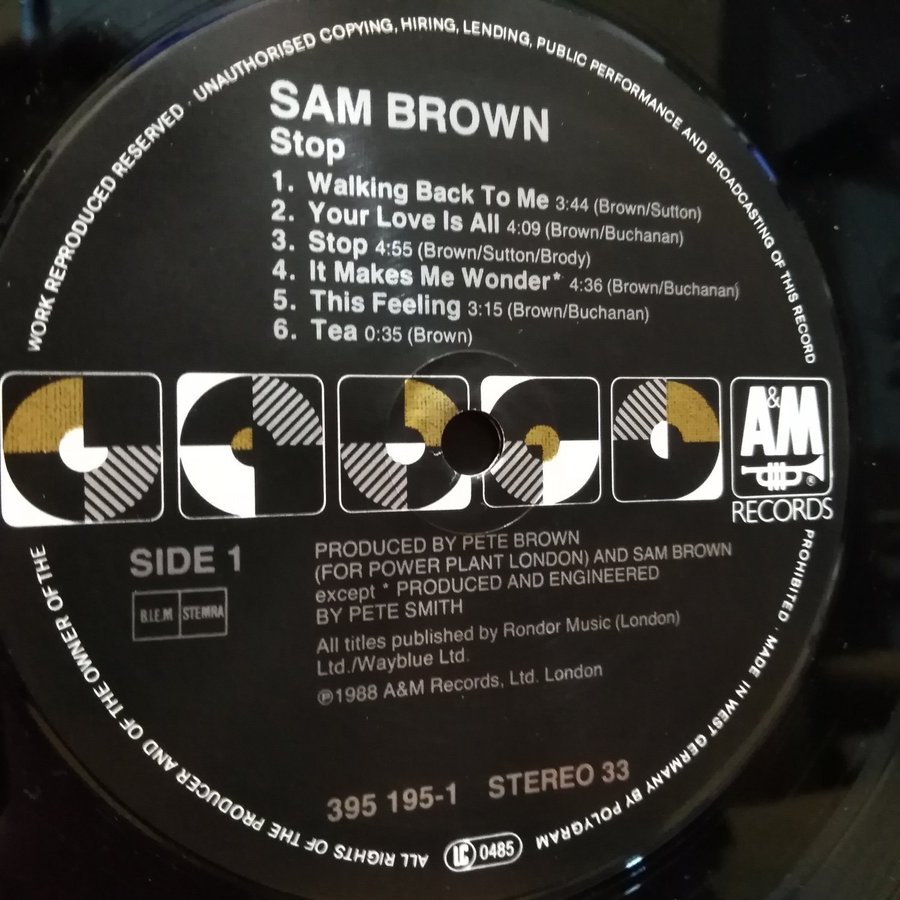 WORK REPRODUCED RESERVED · UNAUTHORISED COPYING, HIRING, LENDING, PUBLIC PERFORMANCE AND BROADCASTING OF THIS RECORD
SAM BROWN
Stop
1. Walking Back To Me 3:44 (Brown/Sutton)
2. Your Love Is All 4:09 (Brown/Buchanan)
3. Stop 4:55 (Brown/Sutton/Brody)
4. It Makes Me Wonder* 4:36 (Brown/Buchanan)
5. This Feeling 3:15 (Brown/Buchanan)
6. Tea 0:35 (Brown)
A&M
®
RECORDS
SIDE 1
B.I.E.M STEMRA
PRODUCED BY PETE BROWN
(FOR POWER PLANT LONDON) AND SAM BROWN
except * PRODUCED AND ENGINEERED
BY PETE SMITH
All titles published by Rondor Music (London)
Ltd./Wayblue Ltd.
℗1988 A&M Records, Ltd. London
395 195-1 STEREO 33
LC 0485
PROHIBITED · MADE IN WEST GERMANY BY POLYGRAM
ALL RIGHTS OF THE PRODUCER AND OF THE OWNER OF THE